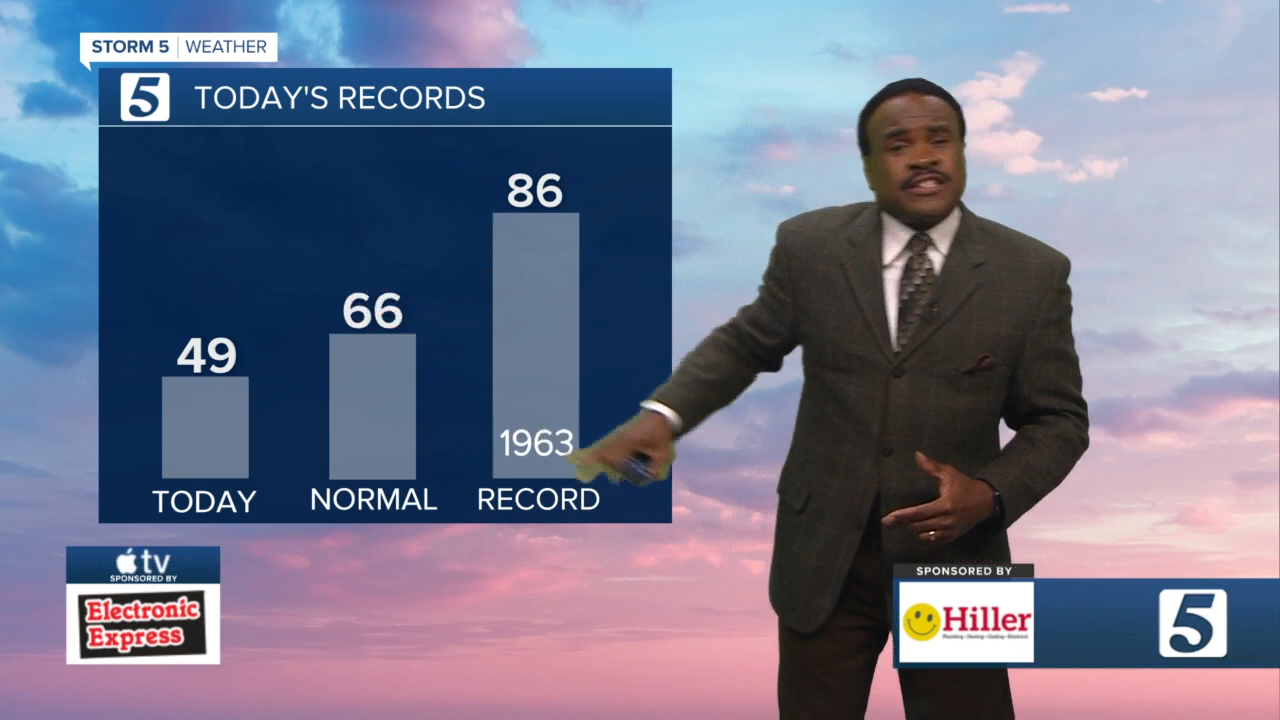 STORM 5 | WEATHER
5 TODAY'S RECORDS
86
66
49
1963
TODAY NORMAL RECORD
tv
SPONSORED BY
Electronic
Express
SPONSORED BY
Hiller
Plumbing • Heating • Cooling • Electrical
5